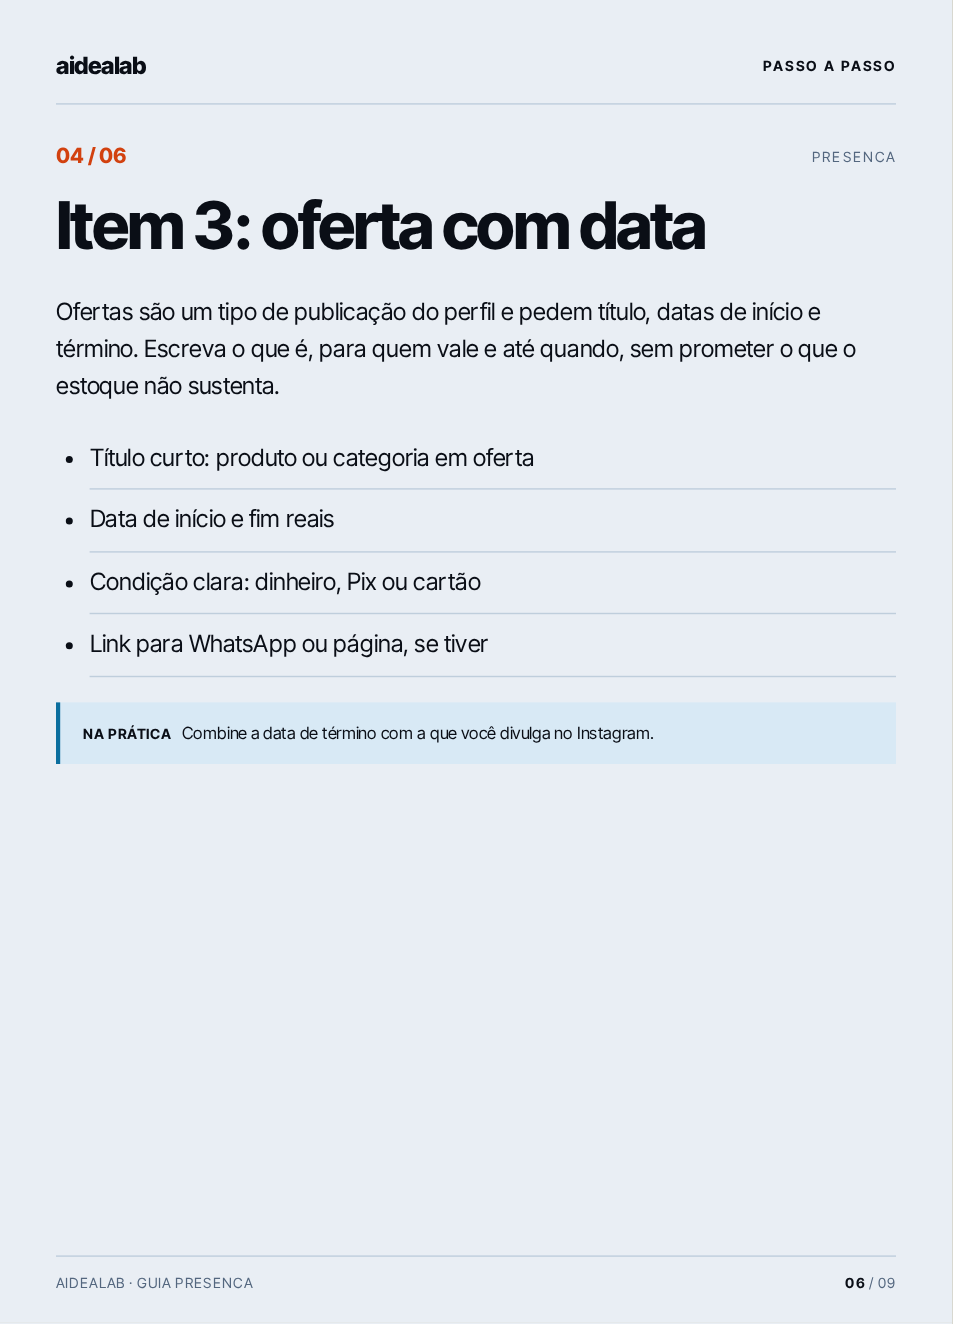 aidealab
PASSO A PASSO
04 / 06
PRESENCA
Item 3: oferta com data
Ofertas são um tipo de publicação do perfil e pedem título, datas de início e
término. Escreva o que é, para quem vale e até quando, sem prometer o que o
estoque não sustenta.
• Título curto: produto ou categoria em oferta
• Data de início e fim reais
• Condição clara: dinheiro, Pix ou cartão
• Link para WhatsApp ou página, se tiver
NA PRÁTICA Combine a data de término com a que você divulga no Instagram.
AIDEALAB · GUIA PRESENCA
06 / 09